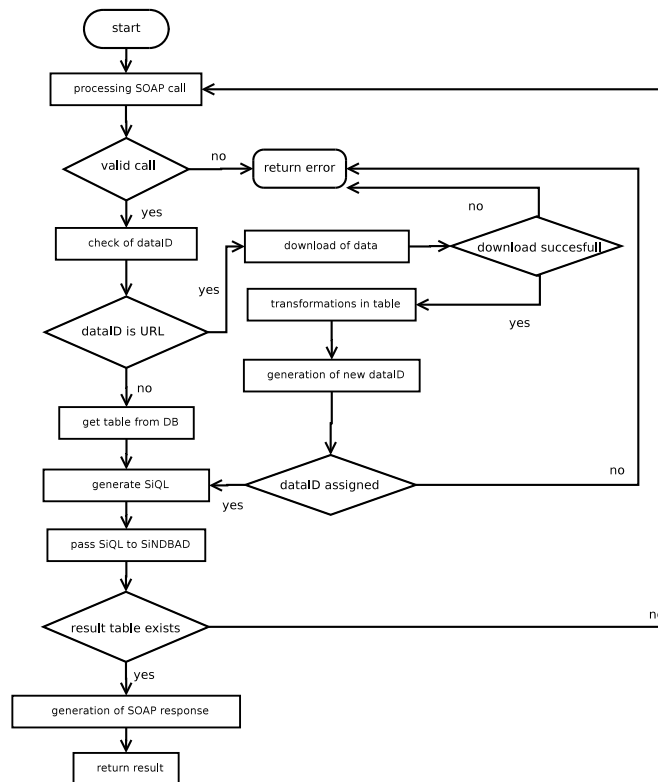 start
processing SOAP call
valid call
no
return error
yes
no
check of dataID
download of data
download succesfull
yes
transformations in table
dataID is URL
yes
generation of new dataID
no
get table from DB
no
generate SiQL
dataID assigned
yes
pass SiQL to SiNDBAD
no
result table exists
yes
generation of SOAP response
return result